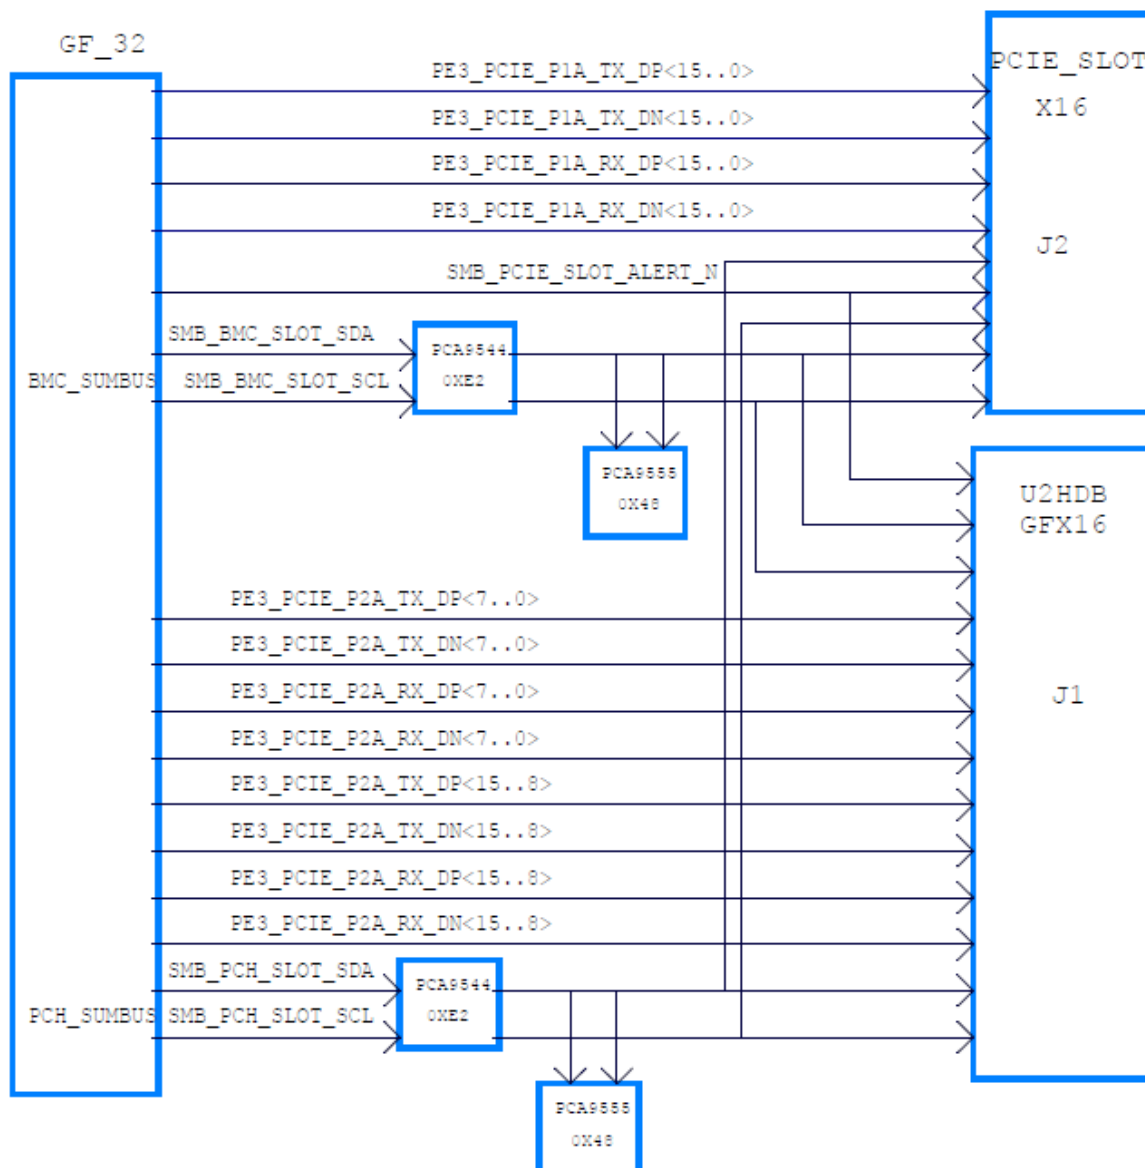 GF_32
PCIE_SLOT
X16
J2
PE3_PCIE_P1A_TX_DP<15..0>
PE3_PCIE_P1A_TX_DN<15..0>
PE3_PCIE_P1A_RX_DP<15..0>
PE3_PCIE_P1A_RX_DN<15..0>
SMB_PCIE_SLOT_ALERT_N
SMB_BMC_SLOT_SDA
BMC_SUMBUS
SMB_BMC_SLOT_SCL
PCA9544
0XE2
PCA9555
0X48
U2HDB
GFX16
J1
PE3_PCIE_P2A_TX_DP<7..0>
PE3_PCIE_P2A_TX_DN<7..0>
PE3_PCIE_P2A_RX_DP<7..0>
PE3_PCIE_P2A_RX_DN<7..0>
PE3_PCIE_P2A_TX_DP<15..8>
PE3_PCIE_P2A_TX_DN<15..8>
PE3_PCIE_P2A_RX_DP<15..8>
PE3_PCIE_P2A_RX_DN<15..8>
SMB_PCH_SLOT_SDA
PCH_SUMBUS
SMB_PCH_SLOT_SCL
PCA9544
0XE2
PCA9555
0X48